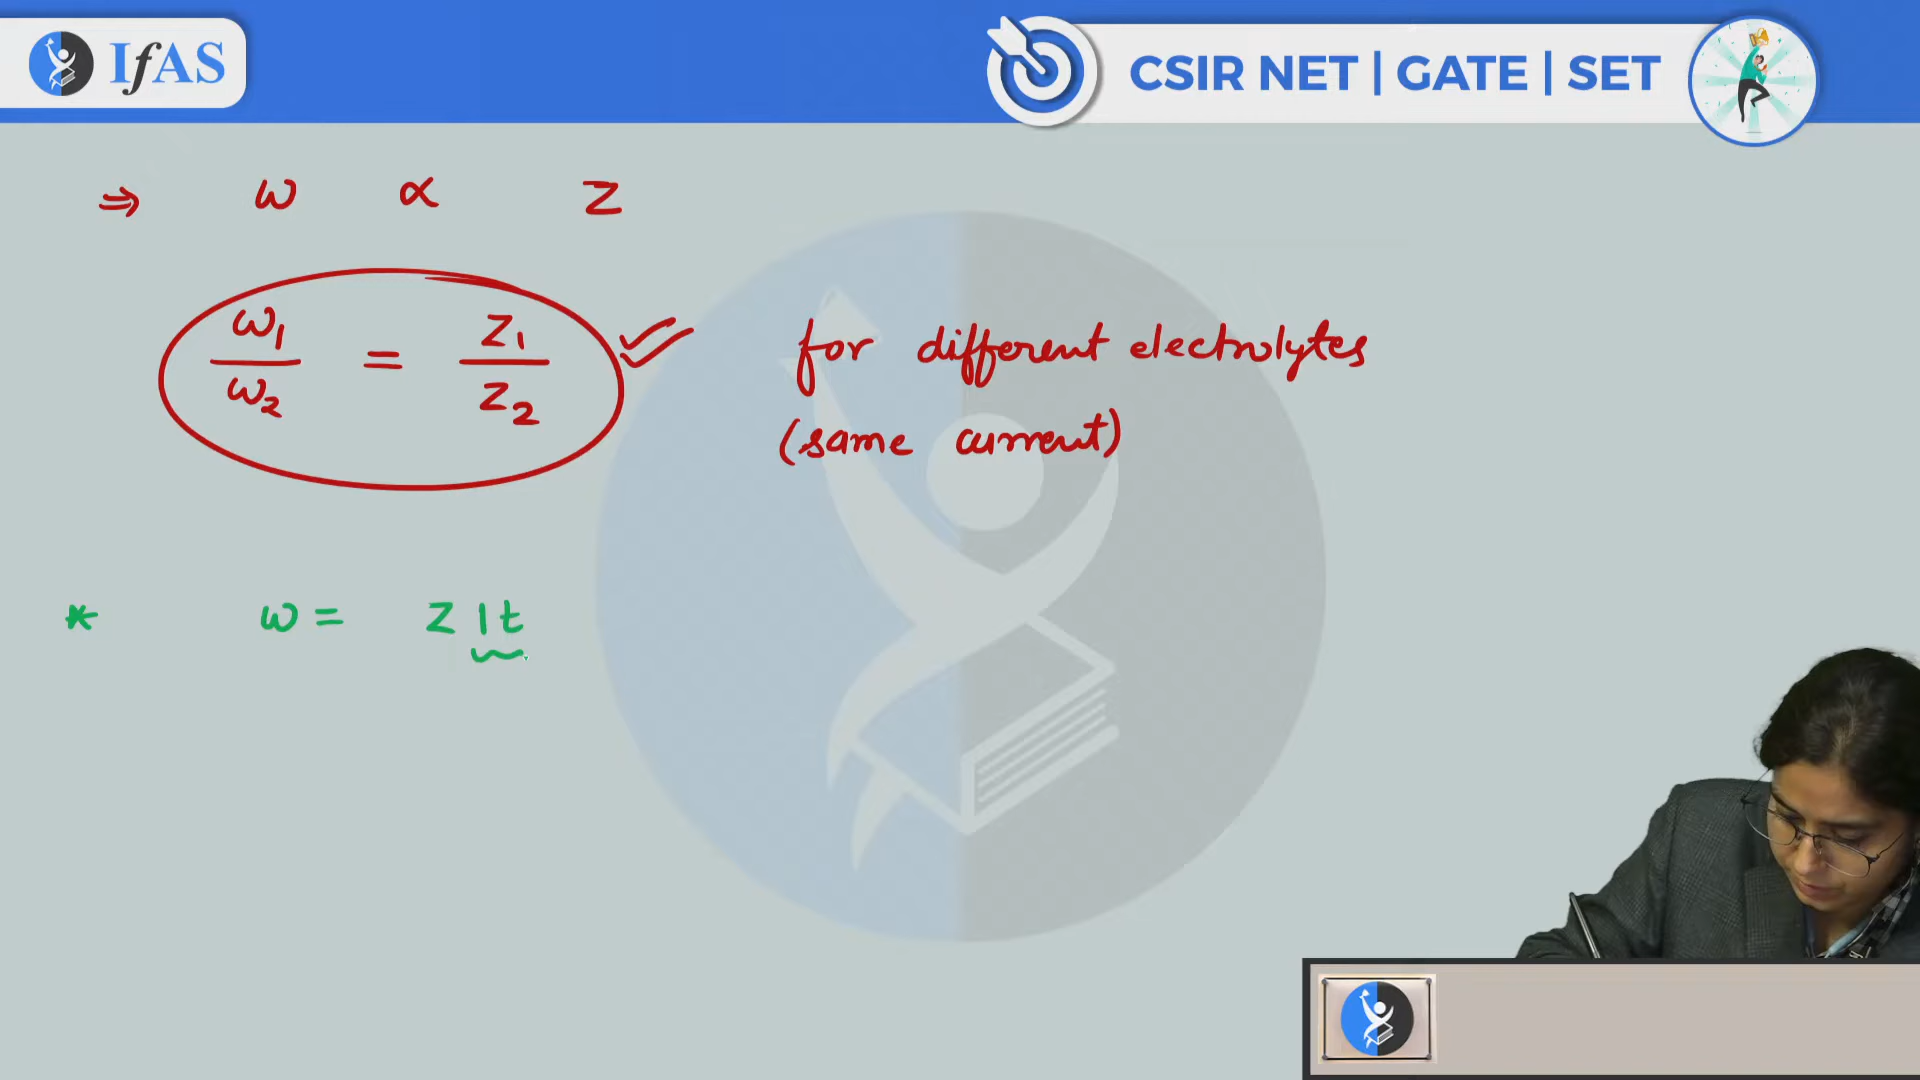 IfAS
CSIR NET | GATE | SET
⇒ w ∝ z
w1/w2 = z1/z2 for different electrolytes
(same current)
* w = z I t